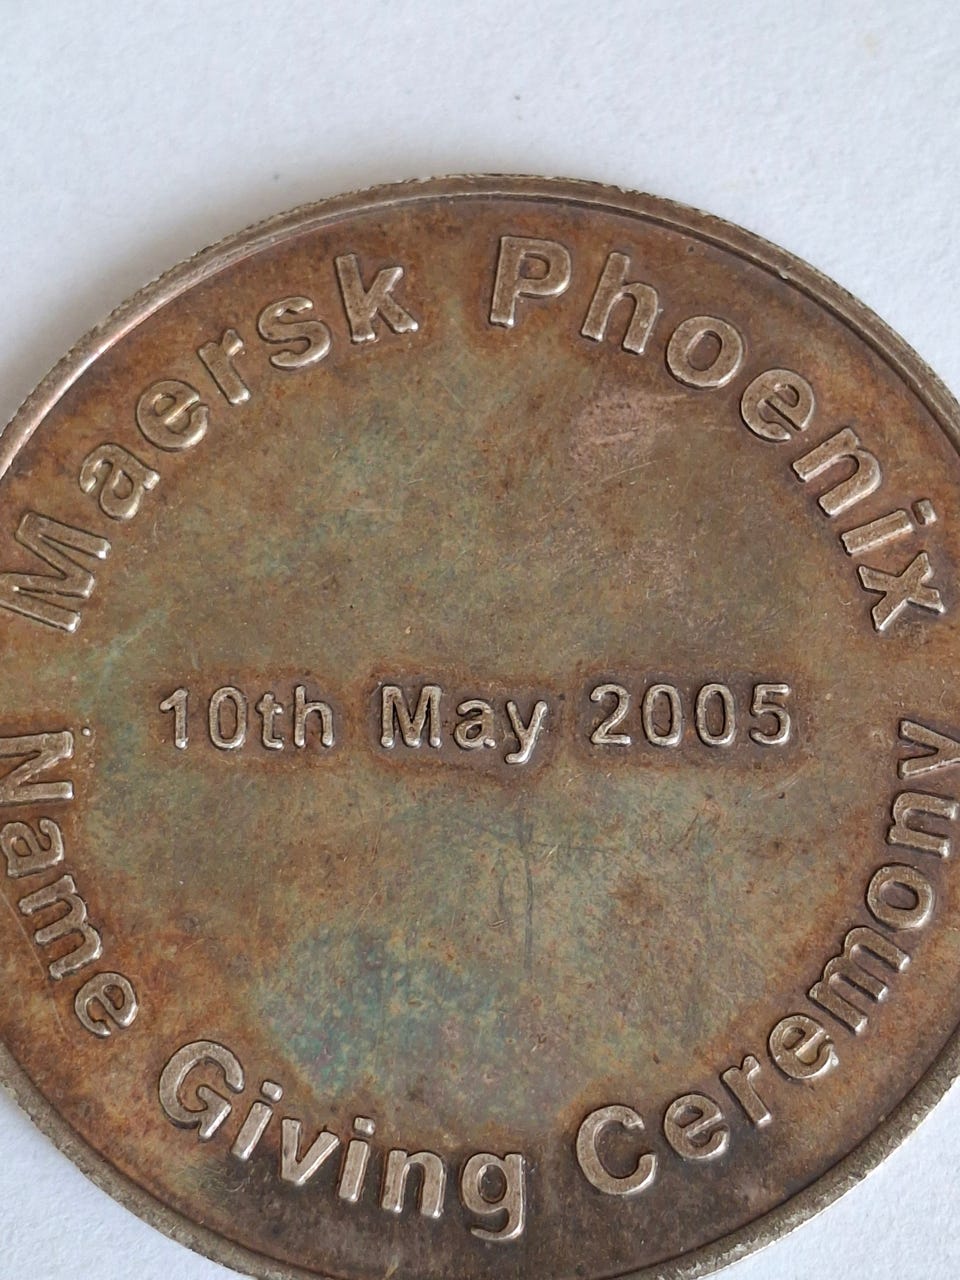 Maersk Phoenix
10th May 2005
Name Giving Ceremony